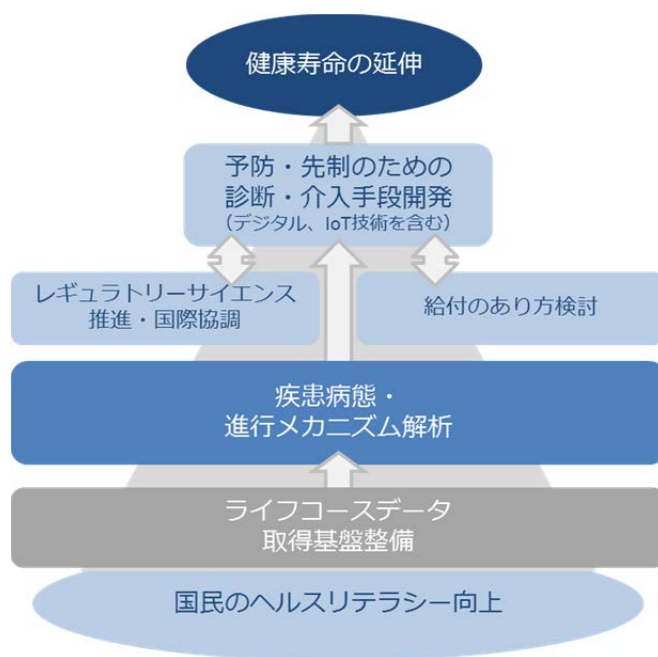 健康寿命の延伸
予防・先制のための
診断・介入手段開発
（デジタル、IoT技術を含む）
レギュラトリーサイエンス
推進・国際協調
給付のあり方検討
疾患病態・
進行メカニズム解析
ライフコースデータ
取得基盤整備
国民のヘルスリテラシー向上